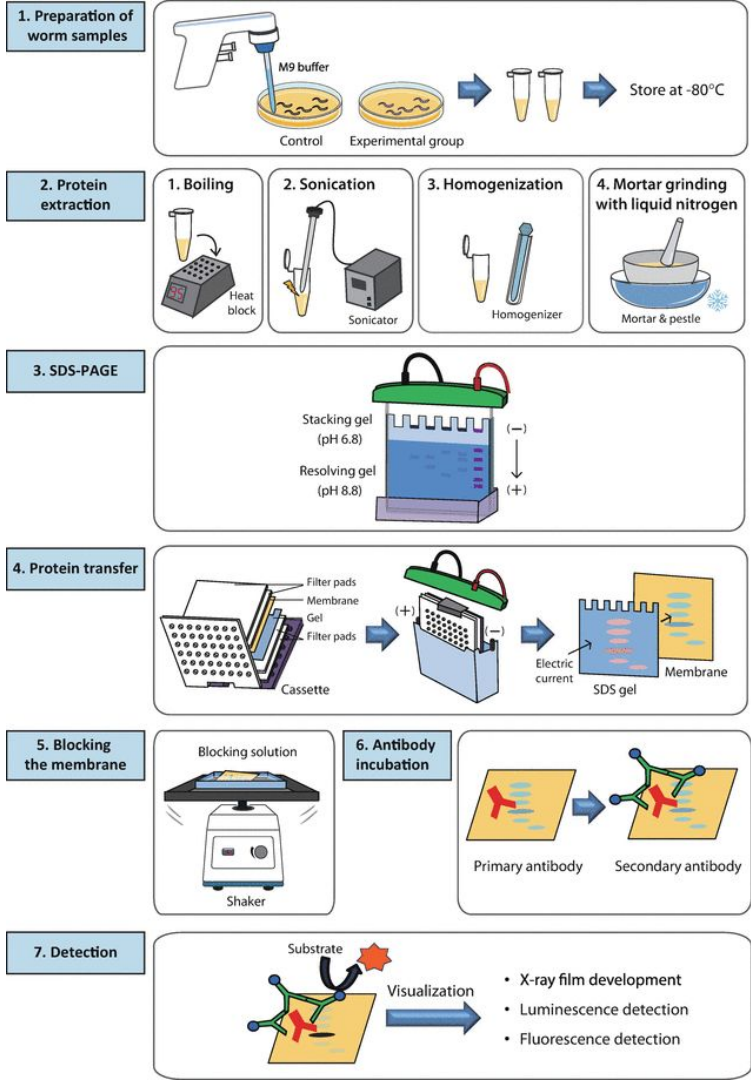 1. Preparation of
worm samples
M9 buffer
Control
Experimental group
Store at -80°C
2. Protein
extraction
1. Boiling
Heat
block
2. Sonication
Sonicator
3. Homogenization
Homogenizer
4. Mortar grinding
with liquid nitrogen
Mortar & pestle
3. SDS-PAGE
Stacking gel
(pH 6.8)
Resolving gel
(pH 8.8)
(−)
(+)
4. Protein transfer
Filter pads
Membrane
Gel
Filter pads
Cassette
(+)
(−)
Electric
current
SDS gel
Membrane
5. Blocking
the membrane
Blocking solution
Shaker
6. Antibody
incubation
Primary antibody
Secondary antibody
7. Detection
Substrate
Visualization
• X-ray film development
• Luminescence detection
• Fluorescence detection